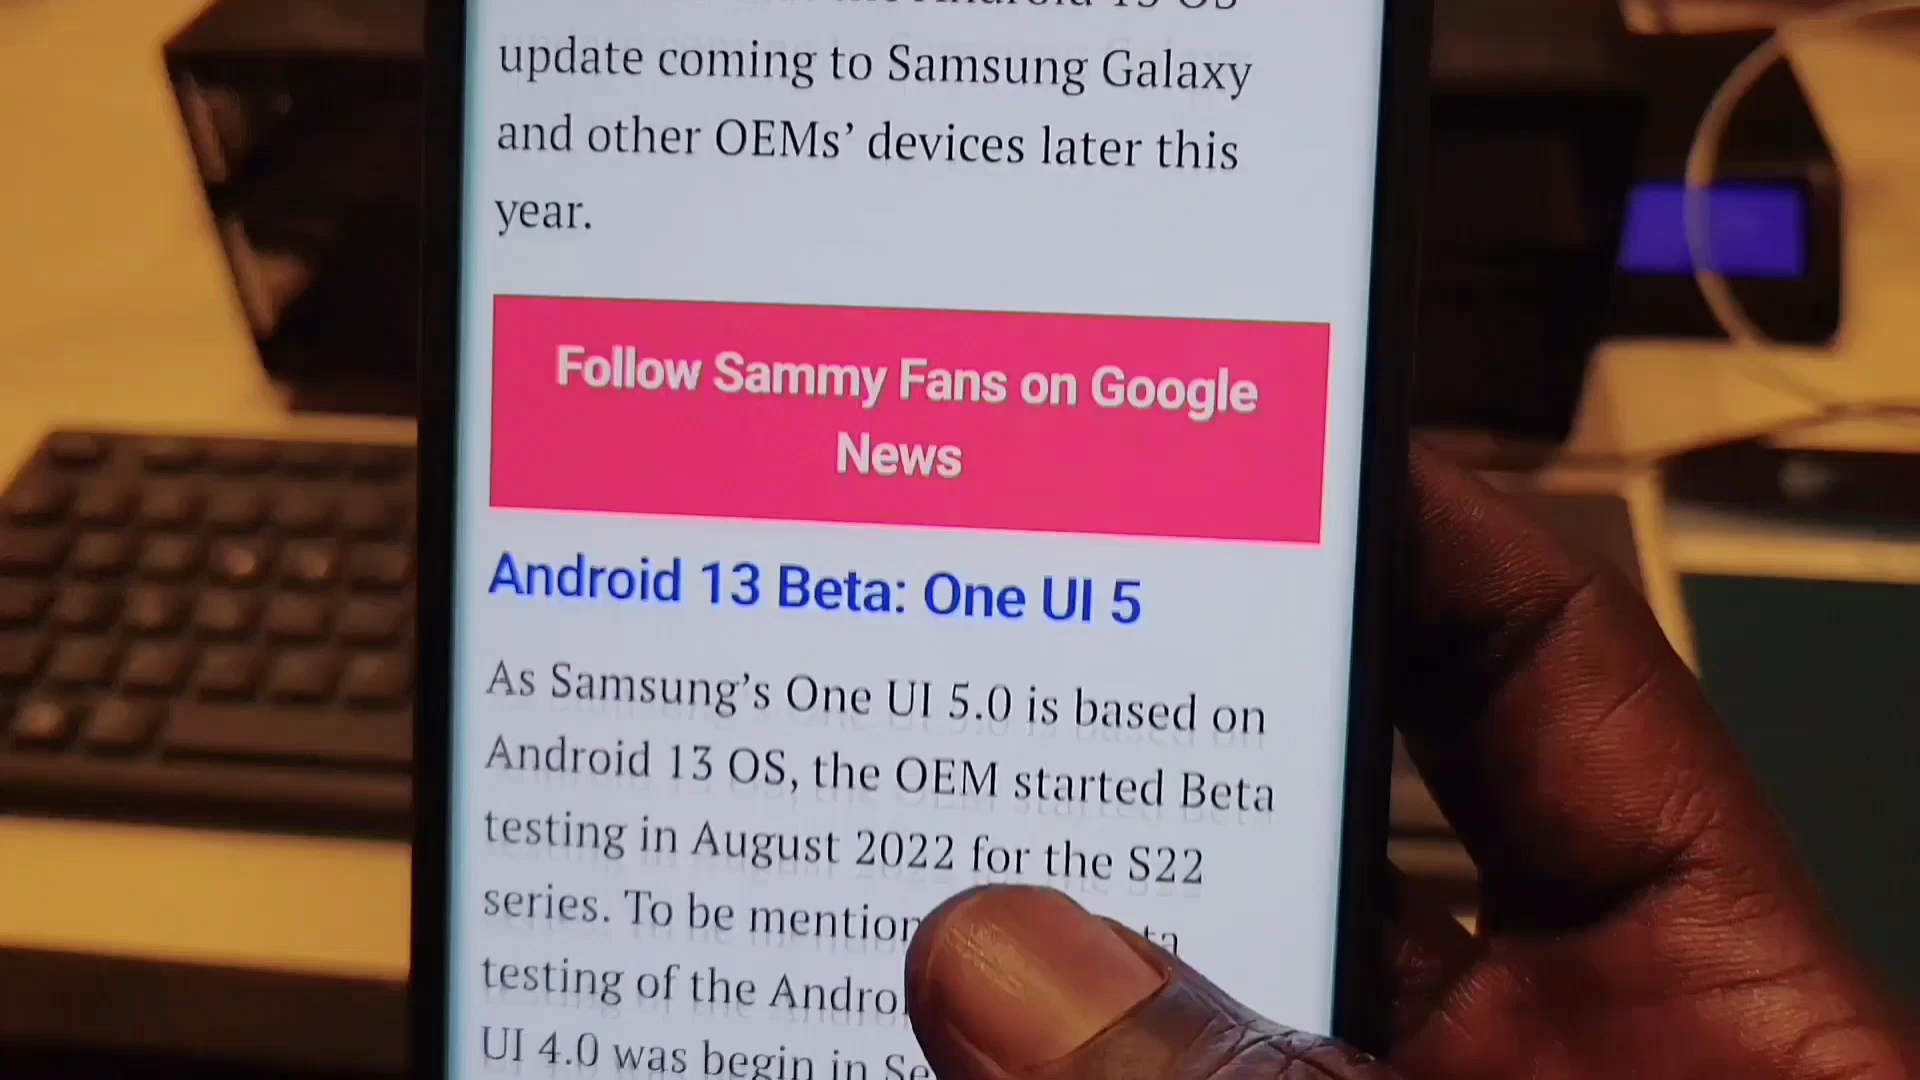 Android 13 OS
update coming to Samsung Galaxy
and other OEMs’ devices later this
year.
Follow Sammy Fans on Google
News
Android 13 Beta: One UI 5
As Samsung’s One UI 5.0 is based on
Android 13 OS, the OEM started Beta
testing in August 2022 for the S22
series. To be
testing of the
UI 4.0 was begin in